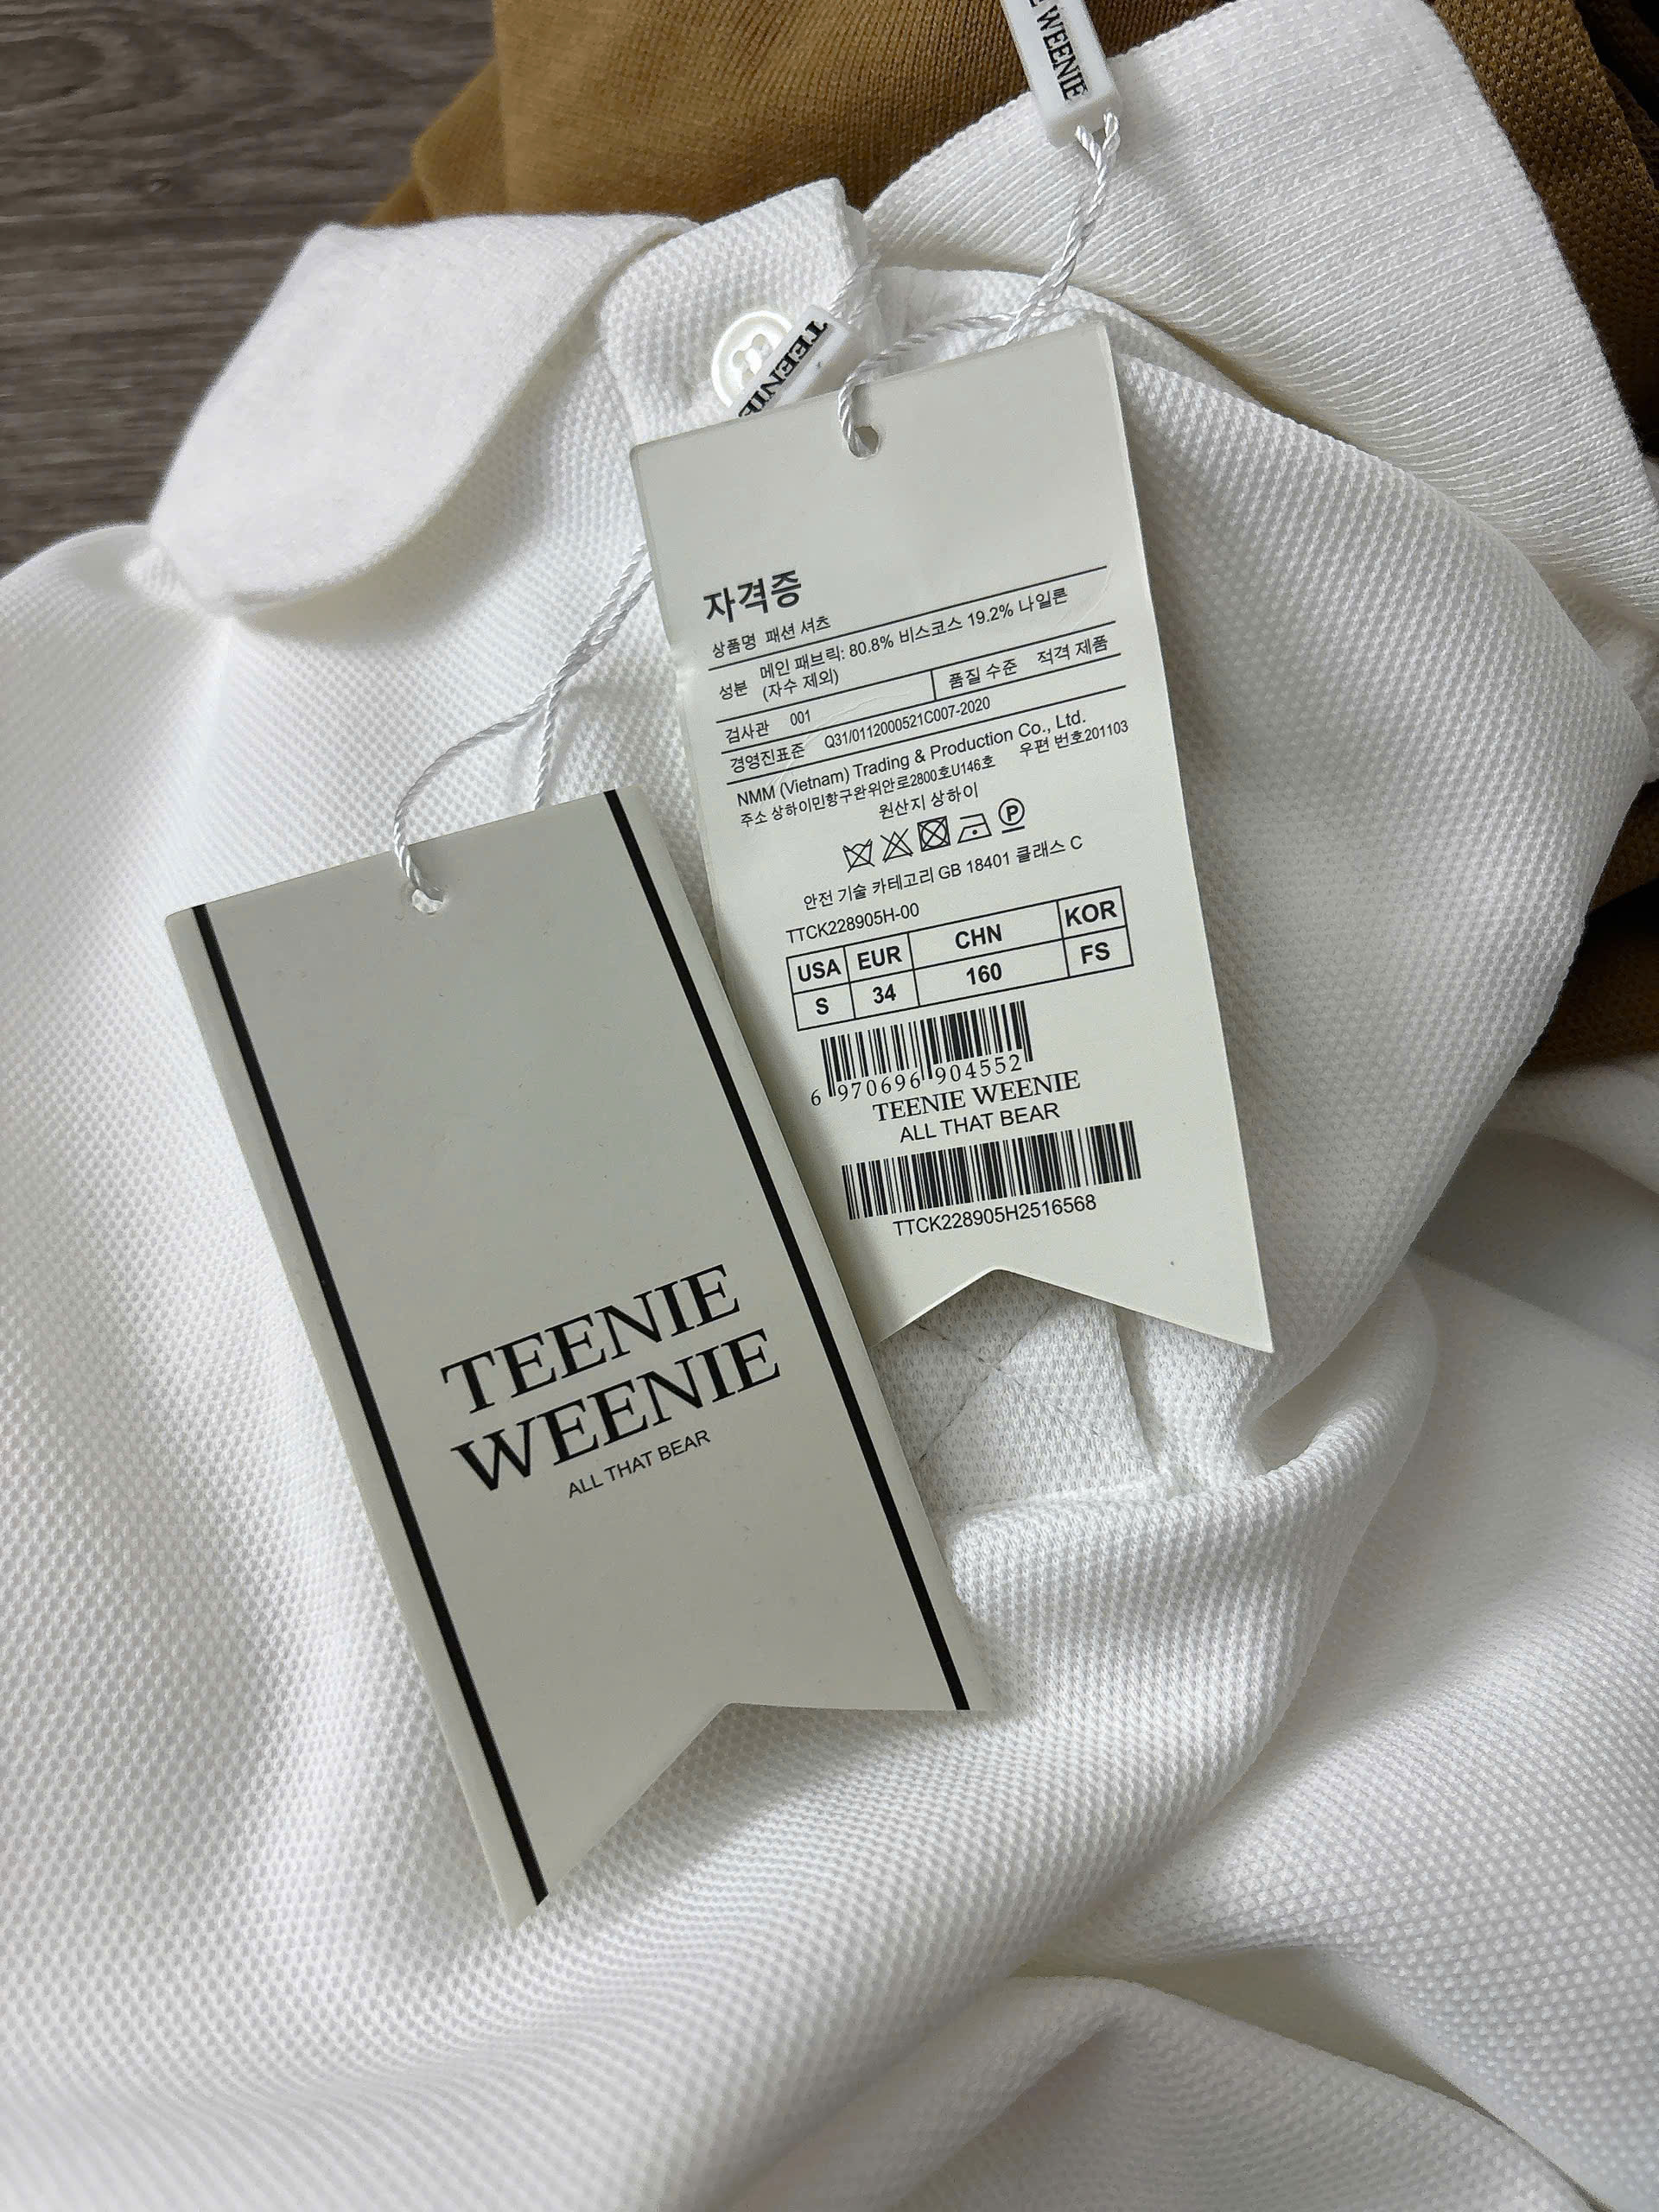 WEENIE
TEENIE
자격증
상품명 패션 셔츠
성분 메인 패브릭: 80.8% 비스코스 19.2% 나일론
(자수 제외)
검사관 001 품질 수준 적격 제품
경영진표준 Q31/0112000521C007-2020
NMM (Vietnam) Trading & Production Co., Ltd.
주소 상하이민항구완위안로2800호U146호 우편 번호201103
원산지 상하이
P
안전 기술 카테고리 GB 18401 클래스 C
TTCK228905H-00
USA EUR CHN KOR
S 34 160 FS
6 970696 904552
TEENIE WEENIE
ALL THAT BEAR
TTCK228905H2516568
TEENIE
WEENIE
ALL THAT BEAR